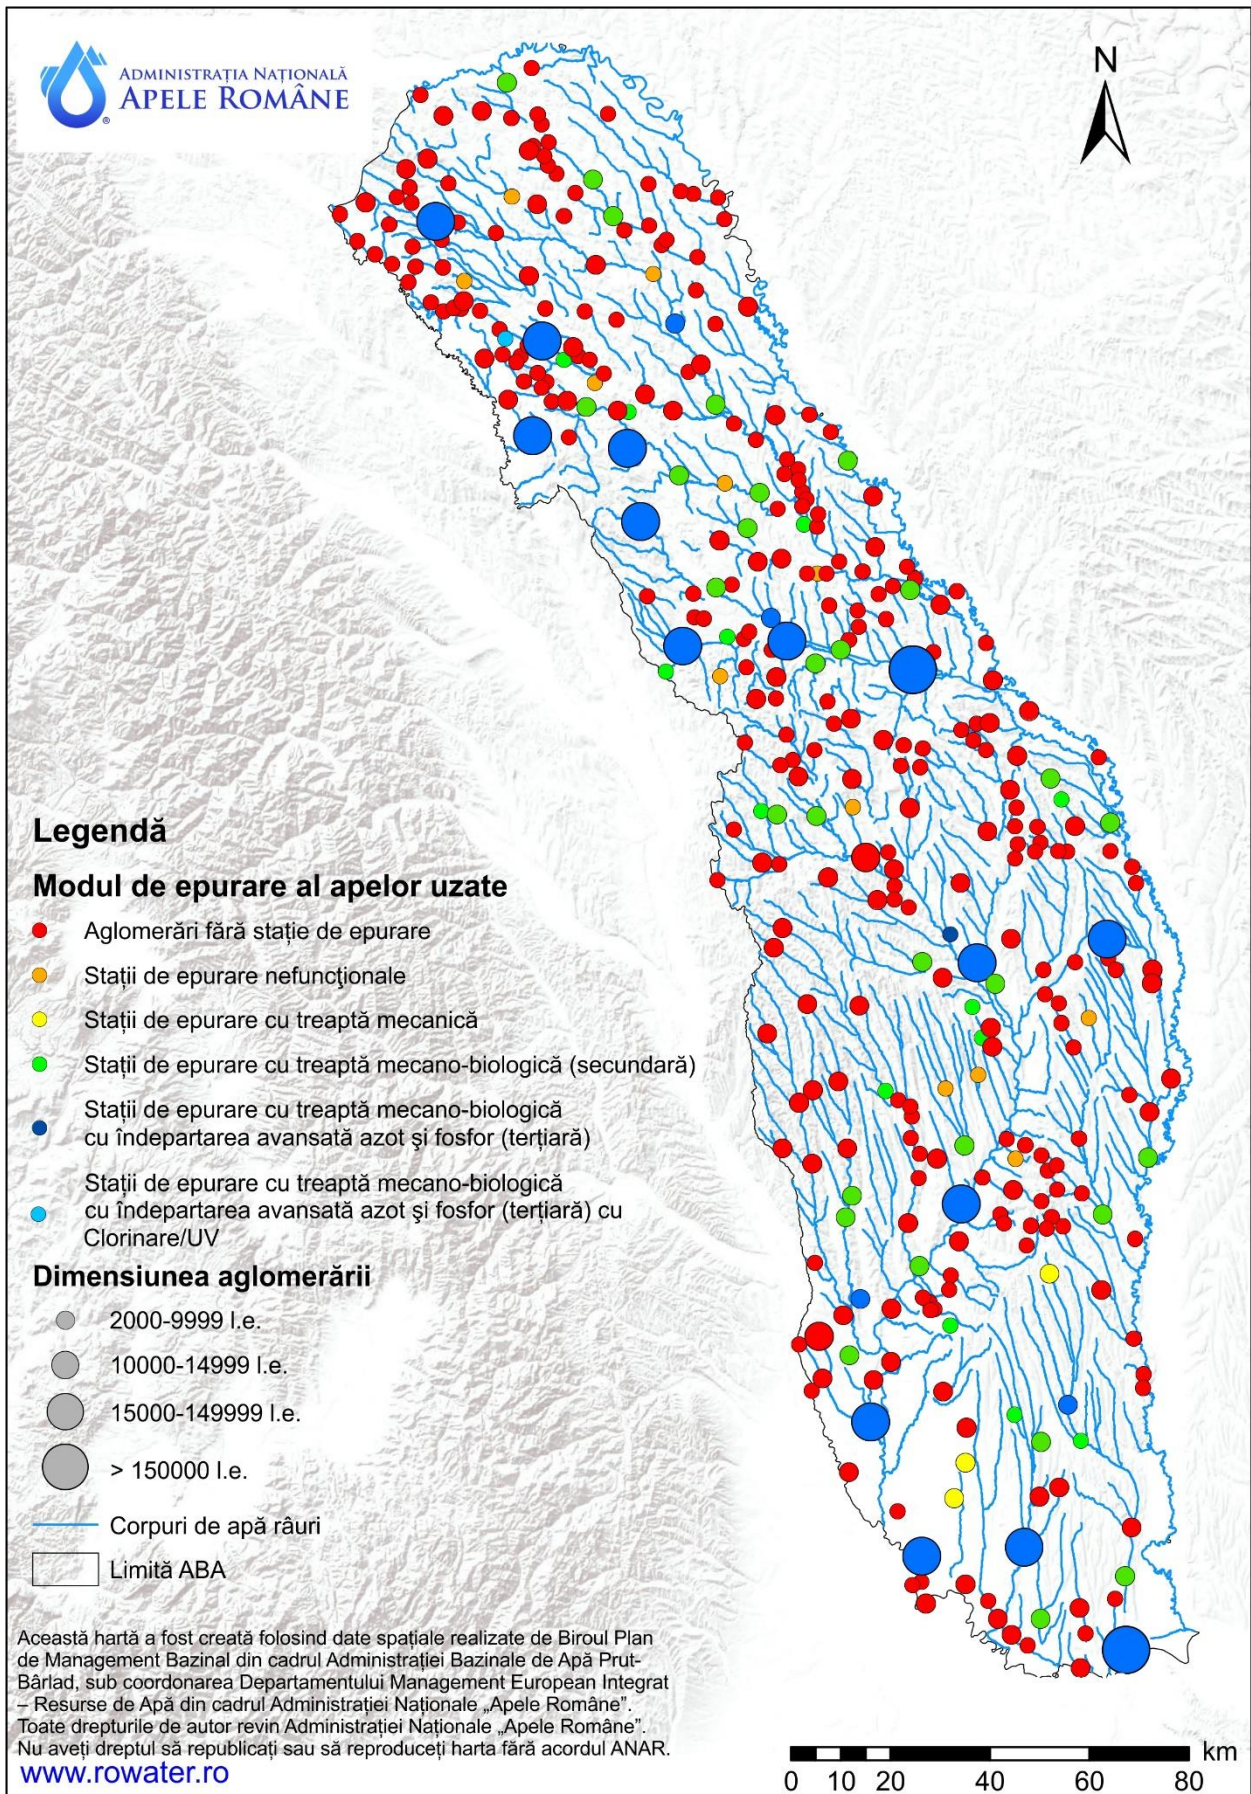 ADMINISTRAȚIA NAȚIONALĂ
APELE ROMÂNE
®
N
Legendă
Modul de epurare al apelor uzate
Aglomerări fără stație de epurare
Stații de epurare nefuncționale
Stații de epurare cu treaptă mecanică
Stații de epurare cu treaptă mecano-biologică (secundară)
Stații de epurare cu treaptă mecano-biologică
cu îndepartarea avansată azot şi fosfor (terțiară)
Stații de epurare cu treaptă mecano-biologică
cu îndepartarea avansată azot şi fosfor (terțiară) cu
Clorinare/UV
Dimensiunea aglomerării
2000-9999 l.e.
10000-14999 l.e.
15000-149999 l.e.
> 150000 l.e.
Corpuri de apă râuri
Limită ABA
Această hartă a fost creată folosind date spațiale realizate de Biroul Plan
de Management Bazinal din cadrul Administrației Bazinale de Apă Prut-
Bârlad, sub coordonarea Departamentului Management European Integrat
– Resurse de Apă din cadrul Administrației Naționale „Apele Române”.
Toate drepturile de autor revin Administrației Naționale „Apele Române”.
Nu aveți dreptul să republicați sau să reproduceți harta fără acordul ANAR.
www.rowater.ro
km
0 10 20 40 60 80